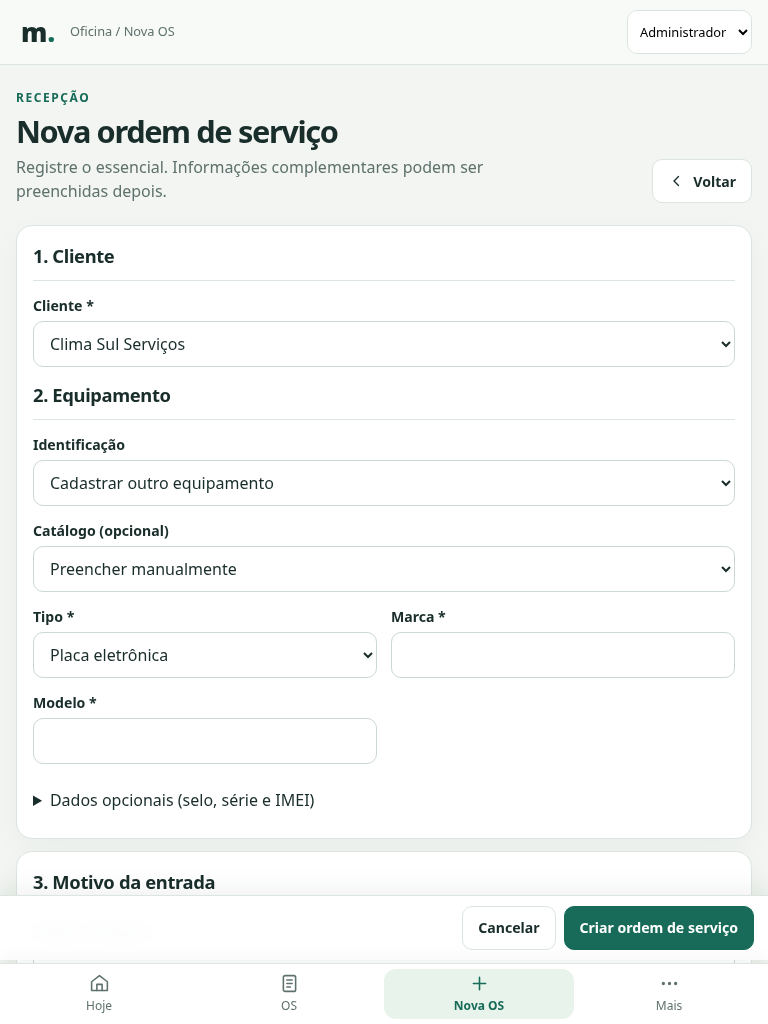 m.
Oficina / Nova OS
Administrador
RECEPÇÃO
Nova ordem de serviço
Registre o essencial. Informações complementares podem ser
preenchidas depois.
Voltar
1. Cliente
Cliente *
Clima Sul Serviços
2. Equipamento
Identificação
Cadastrar outro equipamento
Catálogo (opcional)
Preencher manualmente
Tipo *
Marca *
Placa eletrônica
Modelo *
Dados opcionais (selo, série e IMEI)
3. Motivo da entrada
Cancelar
Criar ordem de serviço
Hoje
OS
Nova OS
Mais